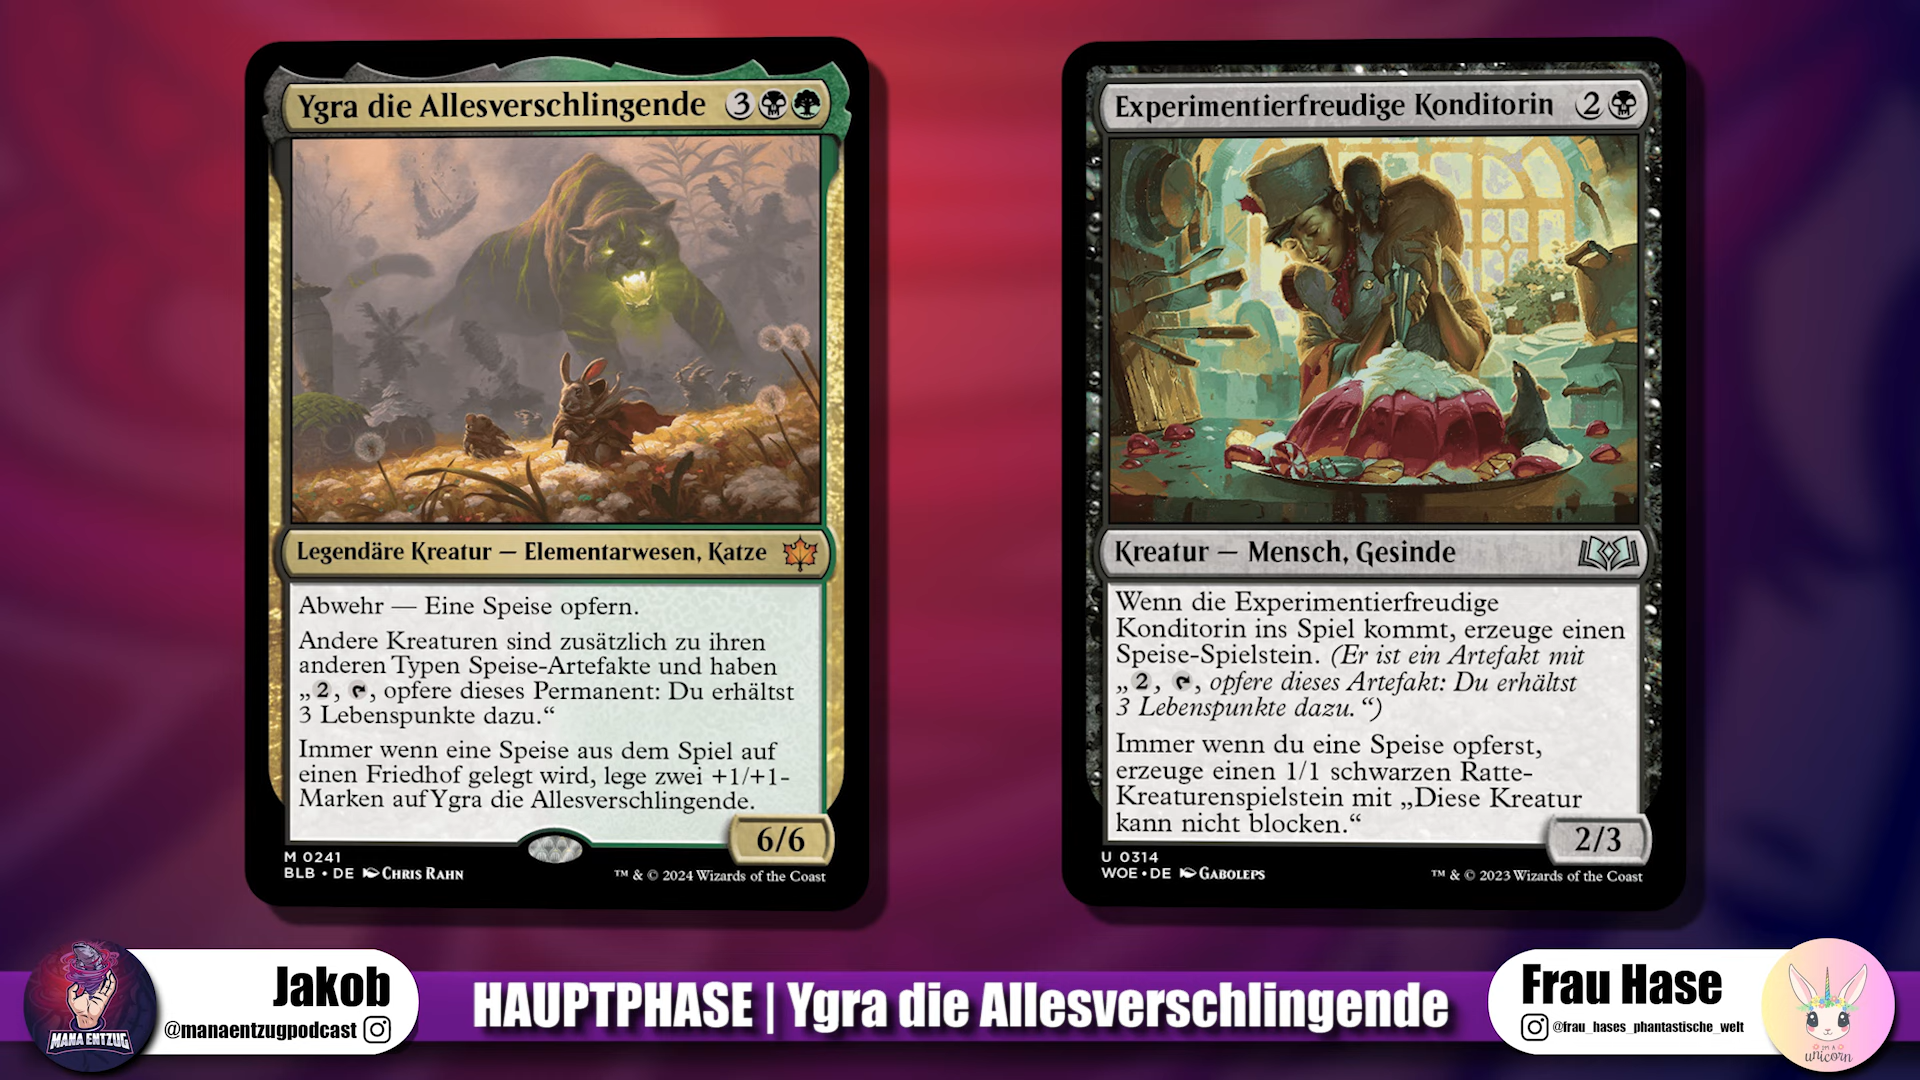 Ygra die Allesverschlingende 3
Legendäre Kreatur — Elementarwesen, Katze
Abwehr — Eine Speise opfern.
Andere Kreaturen sind zusätzlich zu ihren
anderen Typen Speise-Artefakte und haben
„2, , opfere dieses Permanent: Du erhältst
3 Lebenspunkte dazu.“
Immer wenn eine Speise aus dem Spiel auf
einen Friedhof gelegt wird, lege zwei +1/+1-
Marken auf Ygra die Allesverschlingende.
6/6
M 0241
BLB • DE CHRIS RAHN
™ & © 2024 Wizards of the Coast
Experimentierfreudige Konditorin 2
Kreatur — Mensch, Gesinde
Wenn die Experimentierfreudige
Konditorin ins Spiel kommt, erzeuge einen
Speise-Spielstein. (Er ist ein Artefakt mit
„2, , opfere dieses Artefakt: Du erhältst
3 Lebenspunkte dazu.“)
Immer wenn du eine Speise opferst,
erzeuge einen 1/1 schwarzen Ratte-
Kreaturenspielstein mit „Diese Kreatur
kann nicht blocken.“
2/3
U 0314
WOE • DE GABOLEPS
™ & © 2023 Wizards of the Coast
MANA ENTZUG
Jakob
@manaentzugpodcast
HAUPTPHASE | Ygra die Allesverschlingende
Frau Hase
@frau_hases_phantastische_welt
I'M A
unicorn